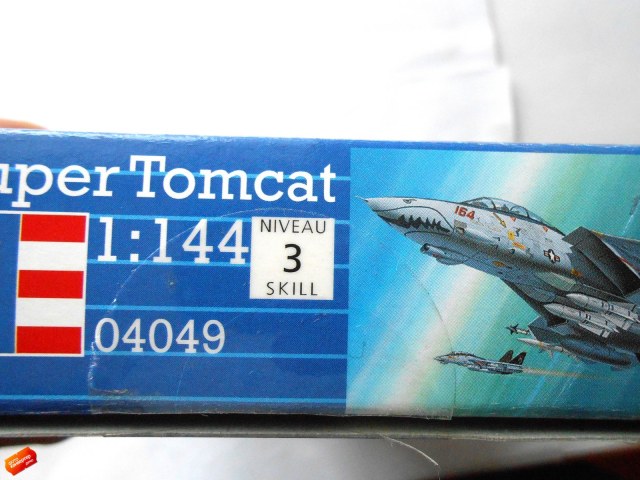 uper Tomcat
1:144
NIVEAU
3
SKILL
04049
164